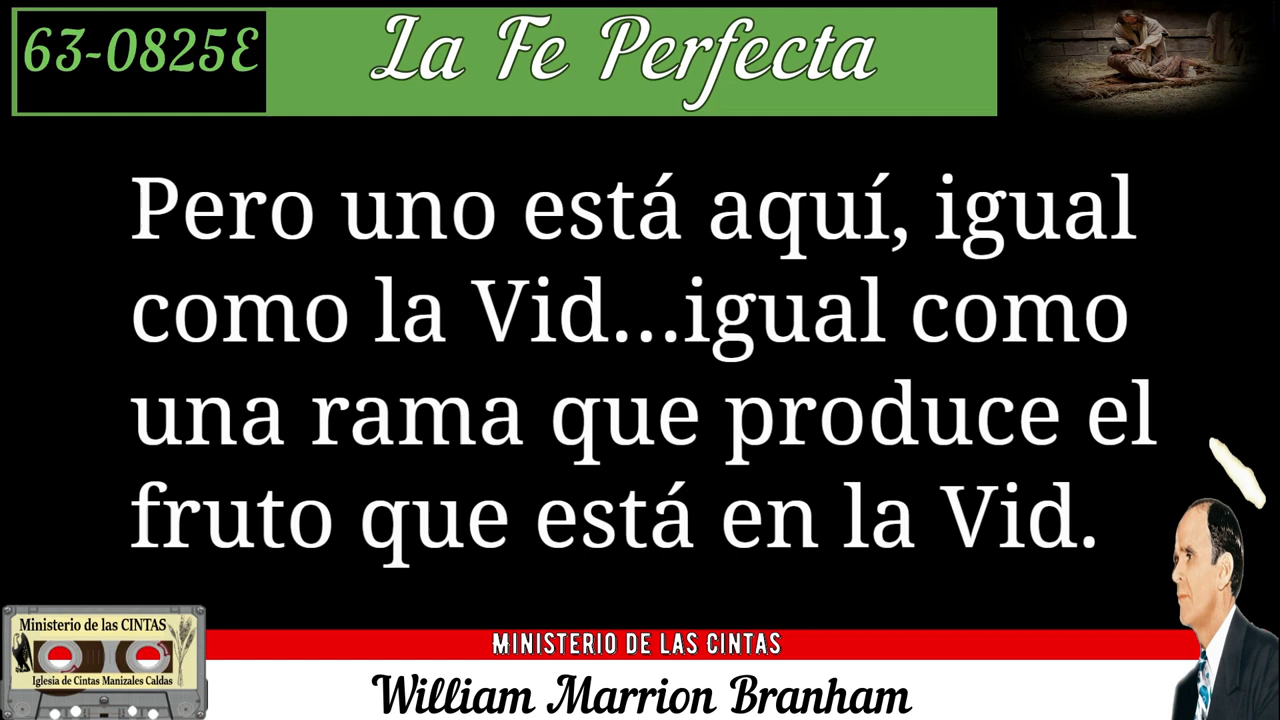 63-0825E
La Fe Perfecta
Pero uno está aquí, igual
como la Vid...igual como
una rama que produce el
fruto que está en la Vid.
Ministerio de las CINTAS
Iglesia de Cintas Manizales Caldas
MINISTERIO DE LAS CINTAS
William Marrion Branham